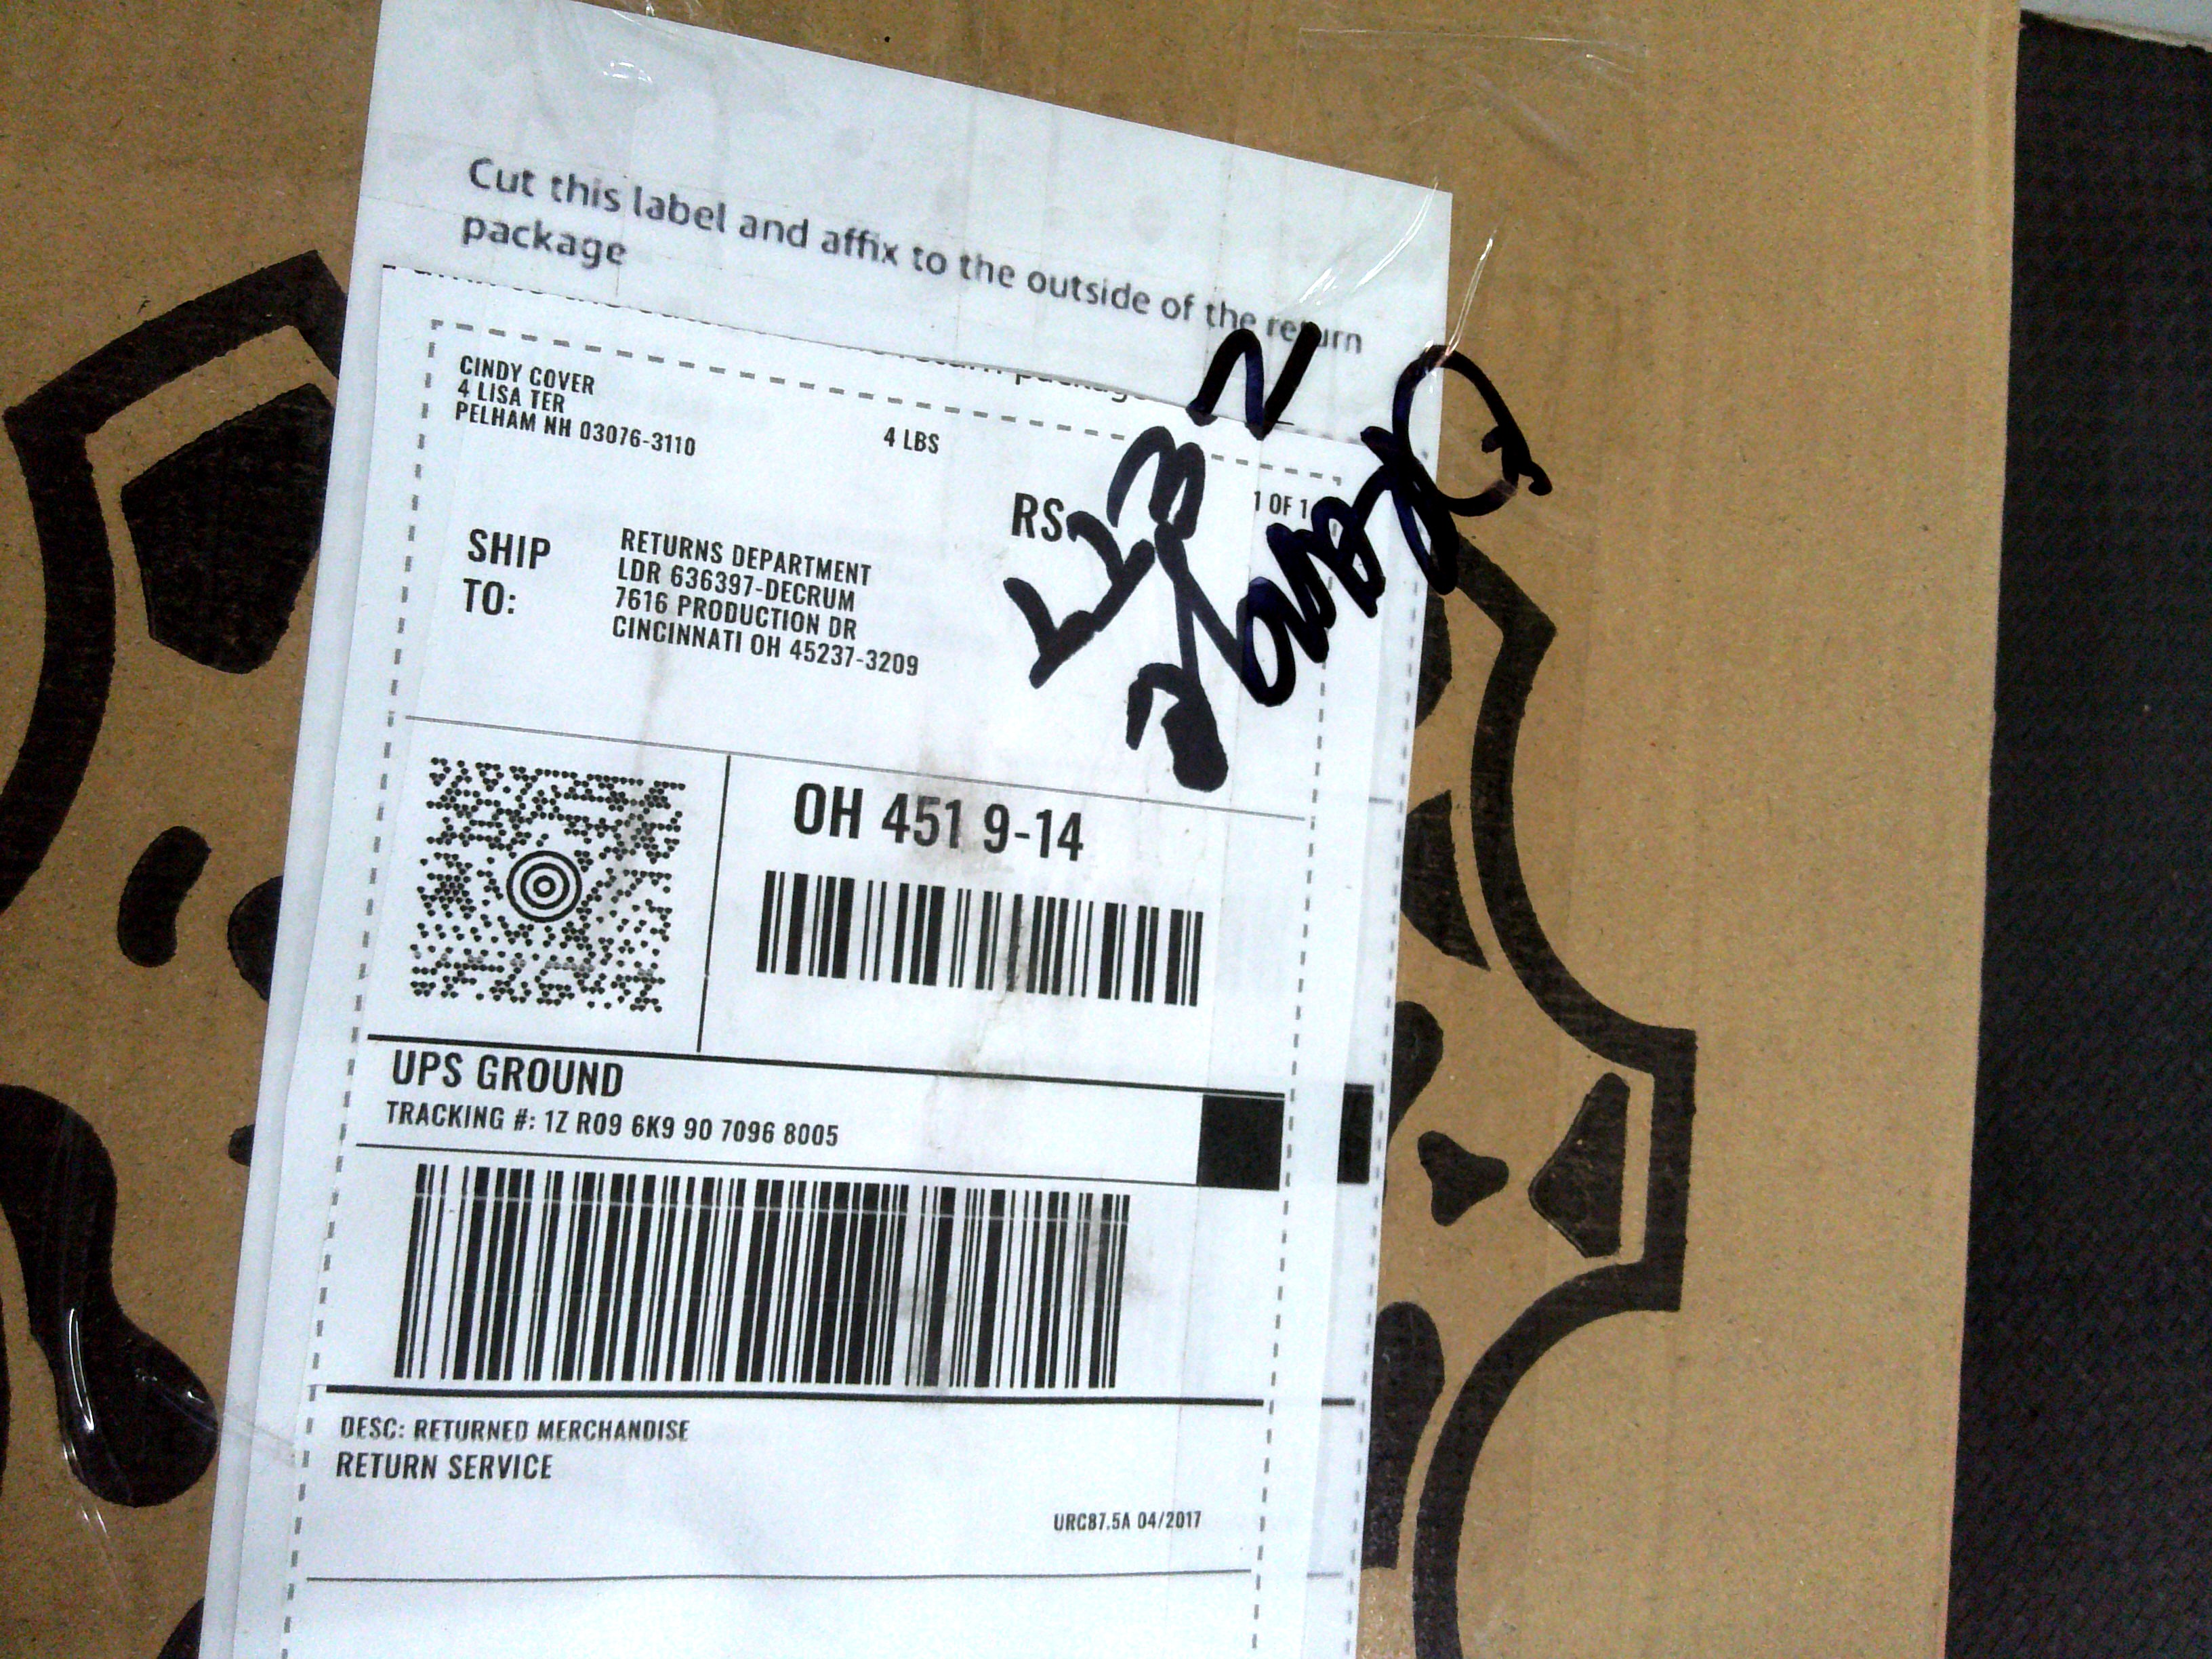 Cut this label and affix to the outside of the return
package
CINDY COVER
4 LISA TER
PELHAM NH 03076-3110
4 LBS
RS
1 OF 1
SHIP
TO:
RETURNS DEPARTMENT
LDR 636397-DECRUM
7616 PRODUCTION DR
CINCINNATI OH 45237-3209
OH 451 9-14
UPS GROUND
TRACKING #: 1Z R09 6K9 90 7096 8005
DESC: RETURNED MERCHANDISE
RETURN SERVICE
URC87.5A 04/2017